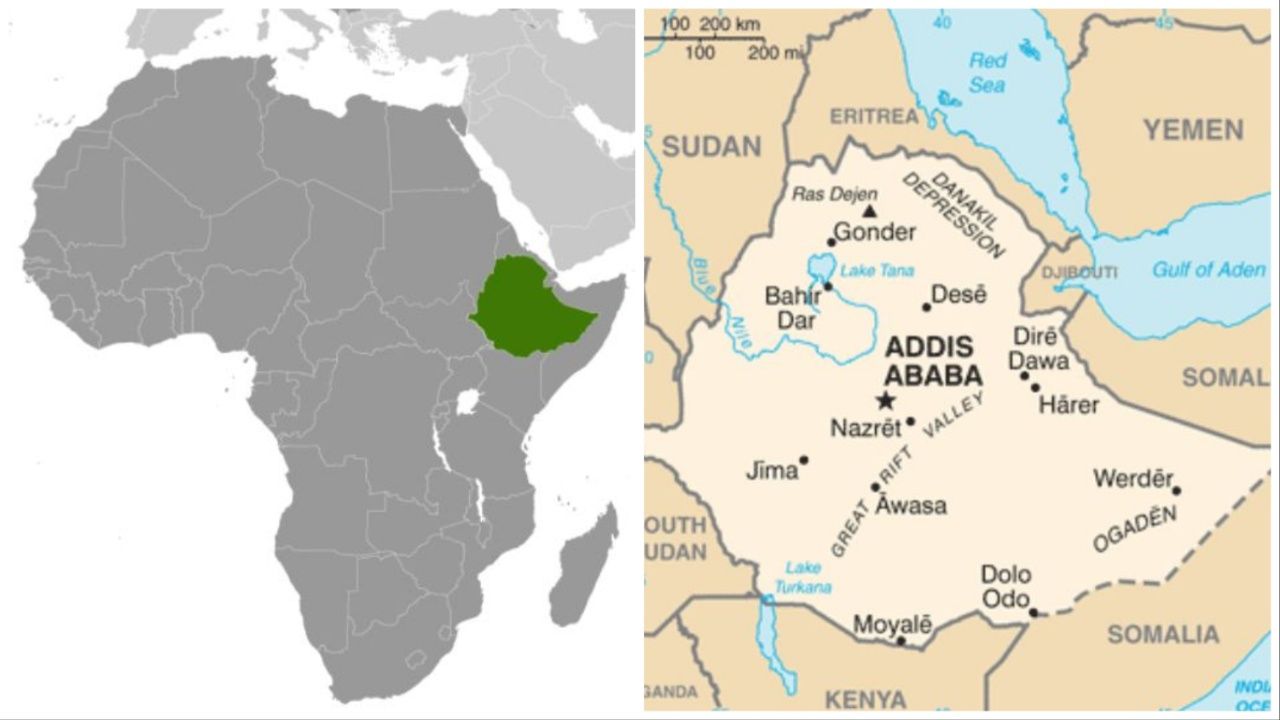 100 200 km
100 200 mi
40
45
Red
Sea
ERITREA
SUDAN
YEMEN
DANAKIL
DEPRESSION
Ras Dejen
Gonder
Blue
Nile
Lake Tana
DJIBOUTI
Gulf of Aden
Bahir
Dar
Desē
ADDIS
ABABA
Dirē
Dawa
SOMAL
Hārer
Nazrēt
GREAT RIFT VALLEY
Jīma
Āwasa
Werdēr
OGADĒN
OUTH
UDAN
Lake
Turkana
Dolo
Odo
Moyalē
SOMALIA
GANDA
KENYA
INDI
OCE